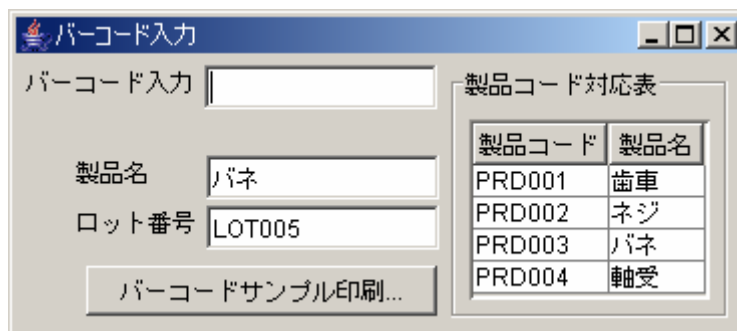 バーコード入力
バーコード入力
製品名 バネ
ロット番号 LOT005
バーコードサンプル印刷...
製品コード対応表
製品コード 製品名
PRD001 歯車
PRD002 ネジ
PRD003 バネ
PRD004 軸受